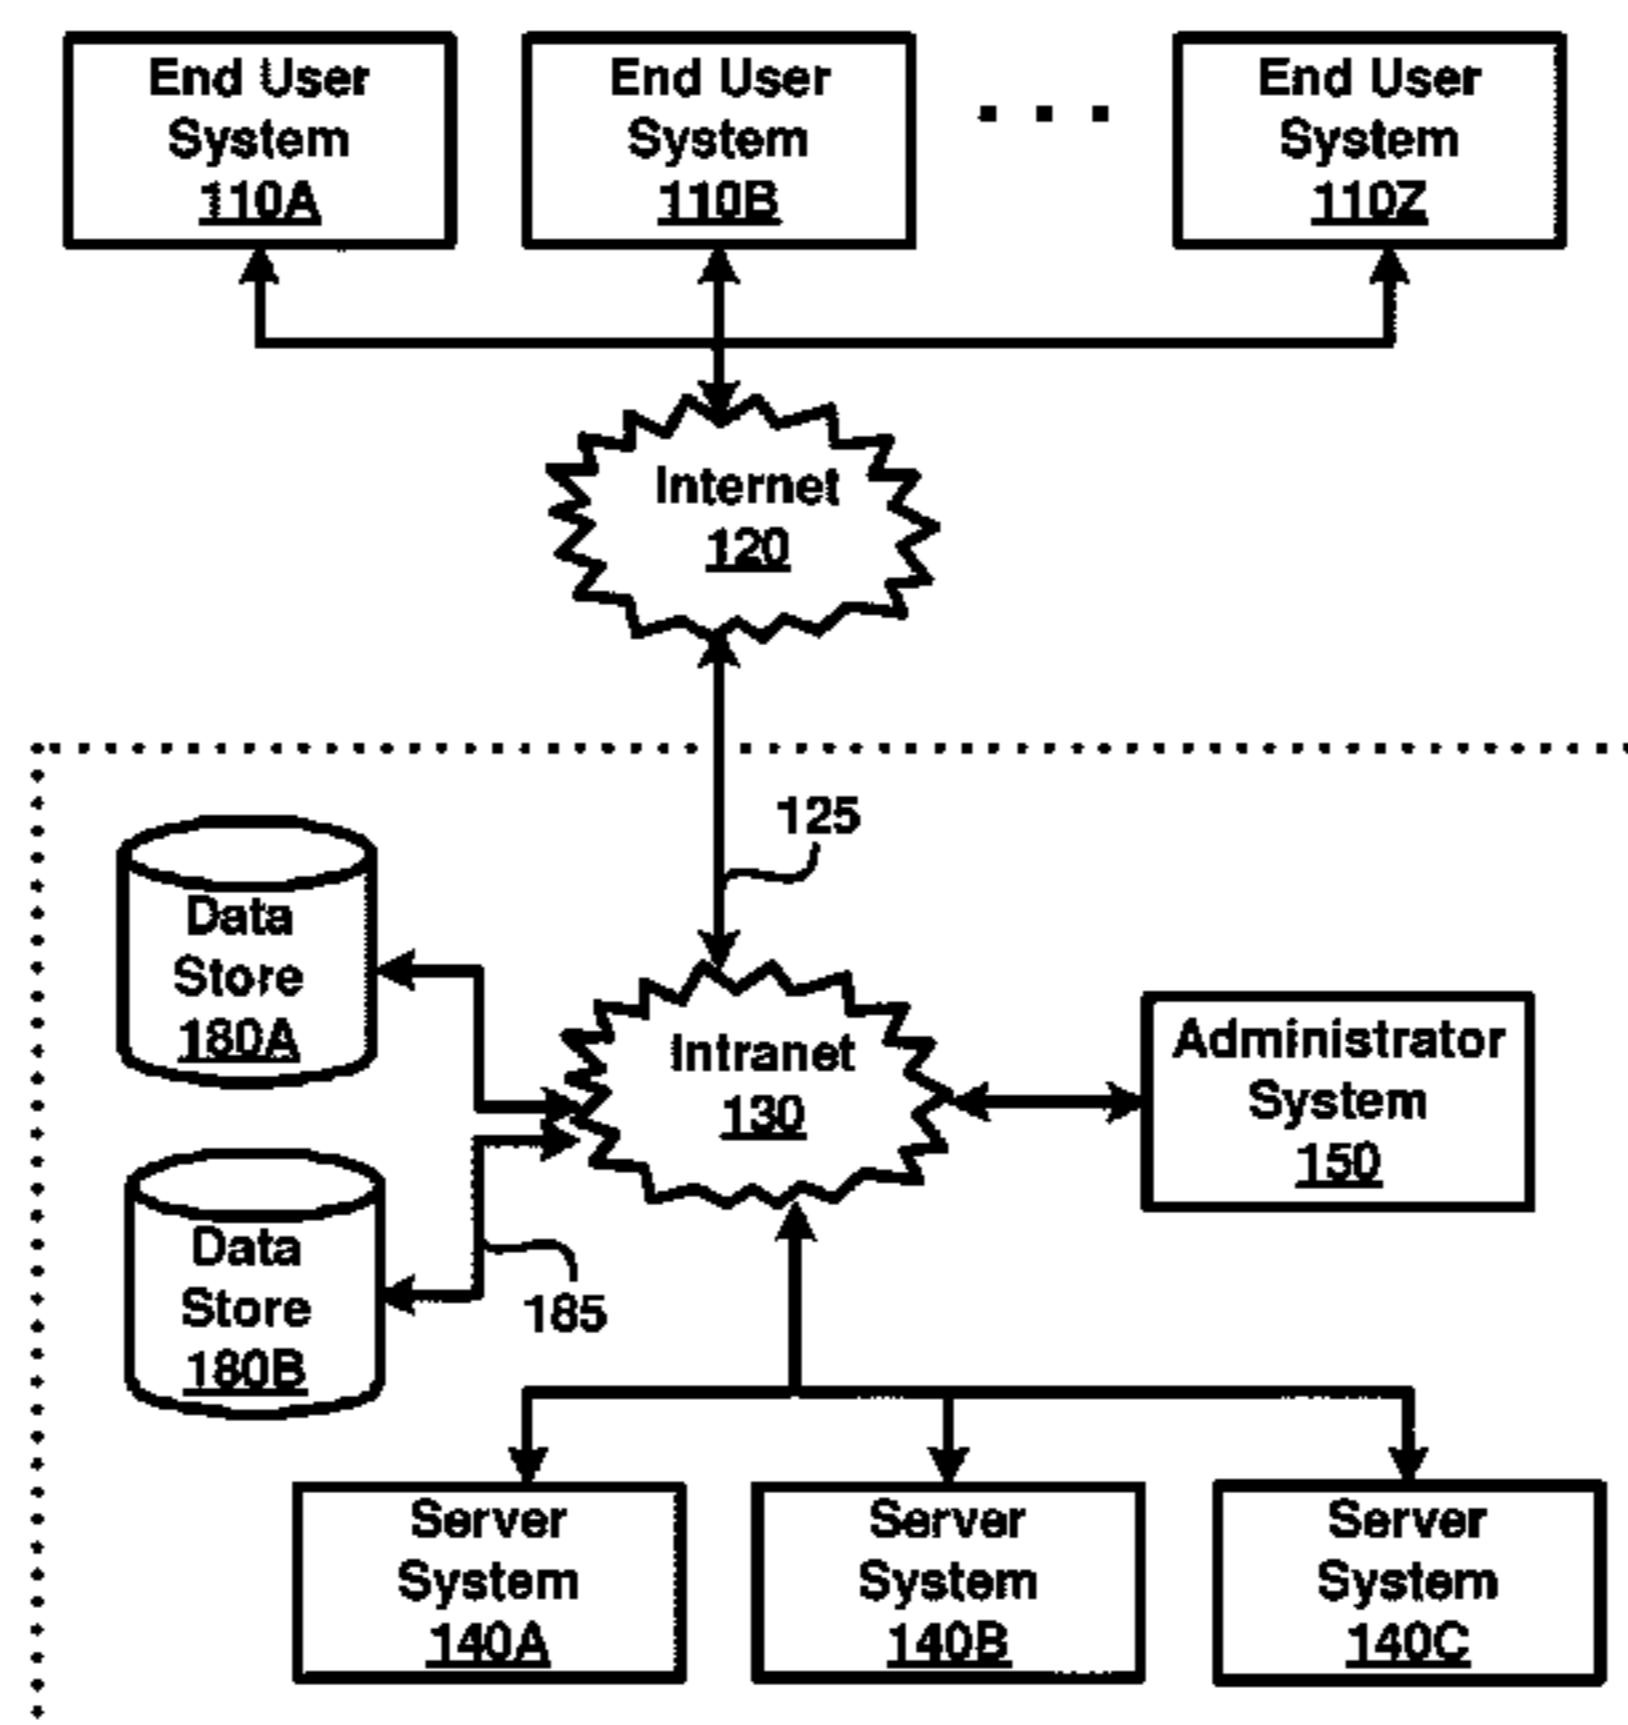 End User
System
110A
End User
System
110B
. . .
End User
System
110Z
Internet
120
125
Data
Store
180A
Intranet
130
Administrator
System
150
Data
Store
180B
185
Server
System
140A
Server
System
140B
Server
System
140C